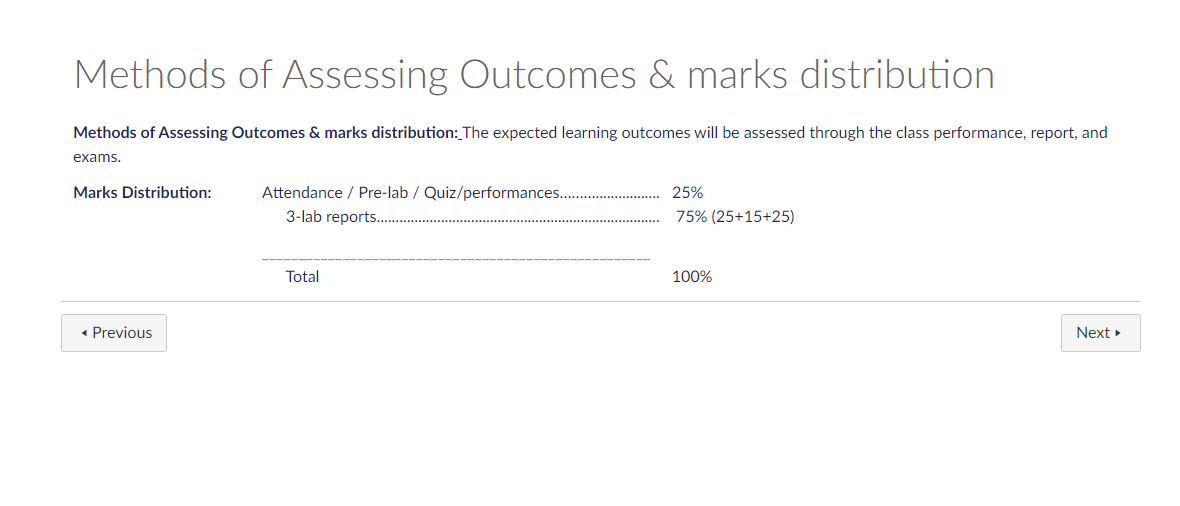 Methods of Assessing Outcomes & marks distribution
Methods of Assessing Outcomes & marks distribution: The expected learning outcomes will be assessed through the class performance, report, and
exams.
Marks Distribution: Attendance / Pre-lab / Quiz/performances......................... 25%
3-lab reports....................................................................... 75% (25+15+25)
_______________________________________________________
Total 100%
◂ Previous Next ▸